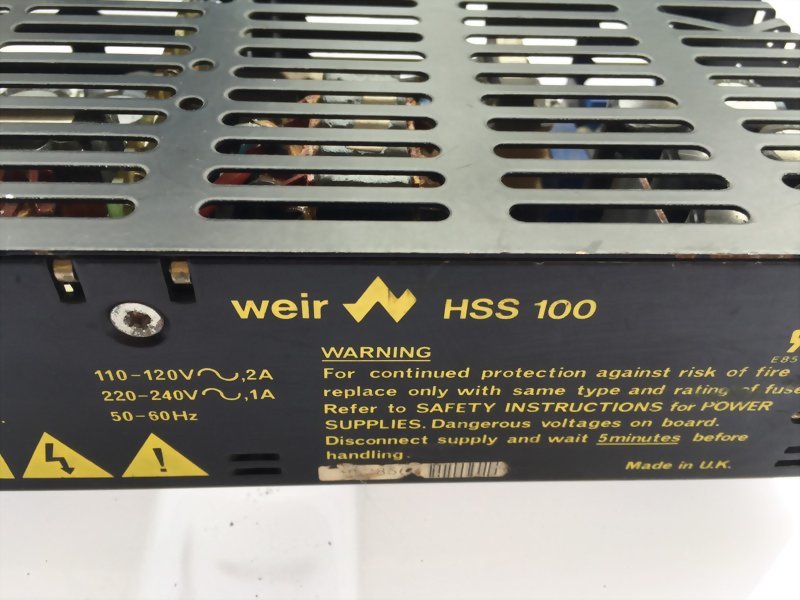 weir HSS 100
110-120V~,2A
220-240V~,1A
50-60Hz
WARNING
For continued protection against risk of fire
replace only with same type and rating of fuse
Refer to SAFETY INSTRUCTIONS for POWER
SUPPLIES. Dangerous voltages on board.
Disconnect supply and wait 5minutes before
handling.
Made in U.K.
E85